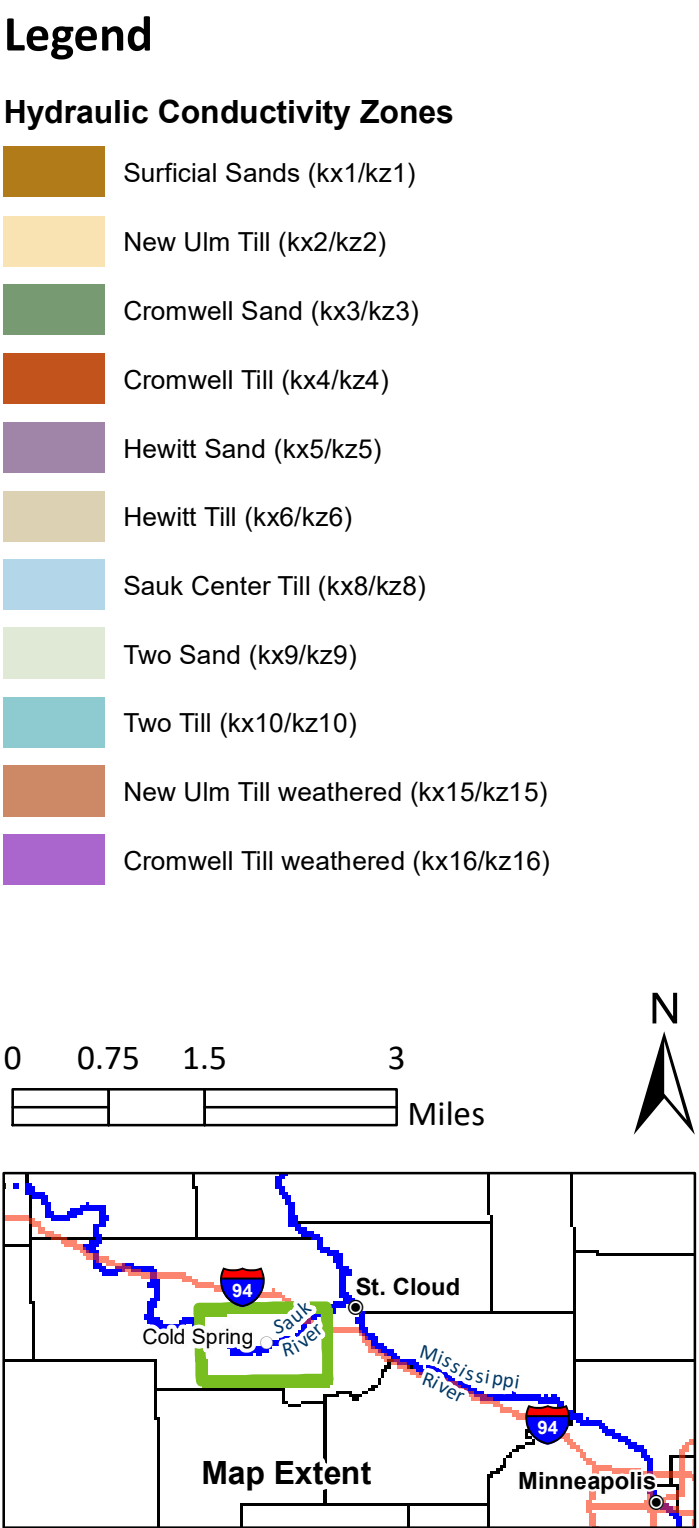 Legend
Hydraulic Conductivity Zones
Surficial Sands (kx1/kz1)
New Ulm Till (kx2/kz2)
Cromwell Sand (kx3/kz3)
Cromwell Till (kx4/kz4)
Hewitt Sand (kx5/kz5)
Hewitt Till (kx6/kz6)
Sauk Center Till (kx8/kz8)
Two Sand (kx9/kz9)
Two Till (kx10/kz10)
New Ulm Till weathered (kx15/kz15)
Cromwell Till weathered (kx16/kz16)
N
0 0.75 1.5 3
Miles
94
St. Cloud
Cold Spring
Sauk
River
Mississippi
River
94
Map Extent
Minneapolis